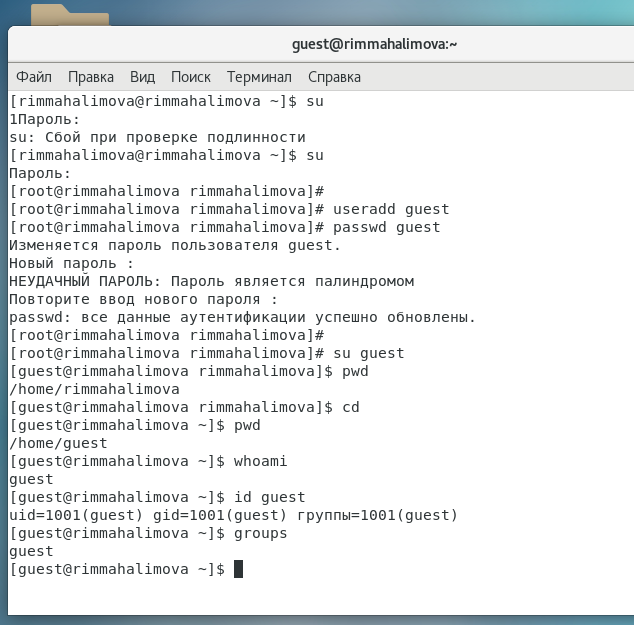 guest@rimmahalimova:~
Файл Правка Вид Поиск Терминал Справка
[rimmahalimova@rimmahalimova ~]$ su
1Пароль:
su: Сбой при проверке подлинности
[rimmahalimova@rimmahalimova ~]$ su
Пароль:
[root@rimmahalimova rimmahalimova]#
[root@rimmahalimova rimmahalimova]# useradd guest
[root@rimmahalimova rimmahalimova]# passwd guest
Изменяется пароль пользователя guest.
Новый пароль :
НЕУДАЧНЫЙ ПАРОЛЬ: Пароль является палиндромом
Повторите ввод нового пароля :
passwd: все данные аутентификации успешно обновлены.
[root@rimmahalimova rimmahalimova]#
[root@rimmahalimova rimmahalimova]# su guest
[guest@rimmahalimova rimmahalimova]$ pwd
/home/rimmahalimova
[guest@rimmahalimova rimmahalimova]$ cd
[guest@rimmahalimova ~]$ pwd
/home/guest
[guest@rimmahalimova ~]$ whoami
guest
[guest@rimmahalimova ~]$ id guest
uid=1001(guest) gid=1001(guest) группы=1001(guest)
[guest@rimmahalimova ~]$ groups
guest
[guest@rimmahalimova ~]$